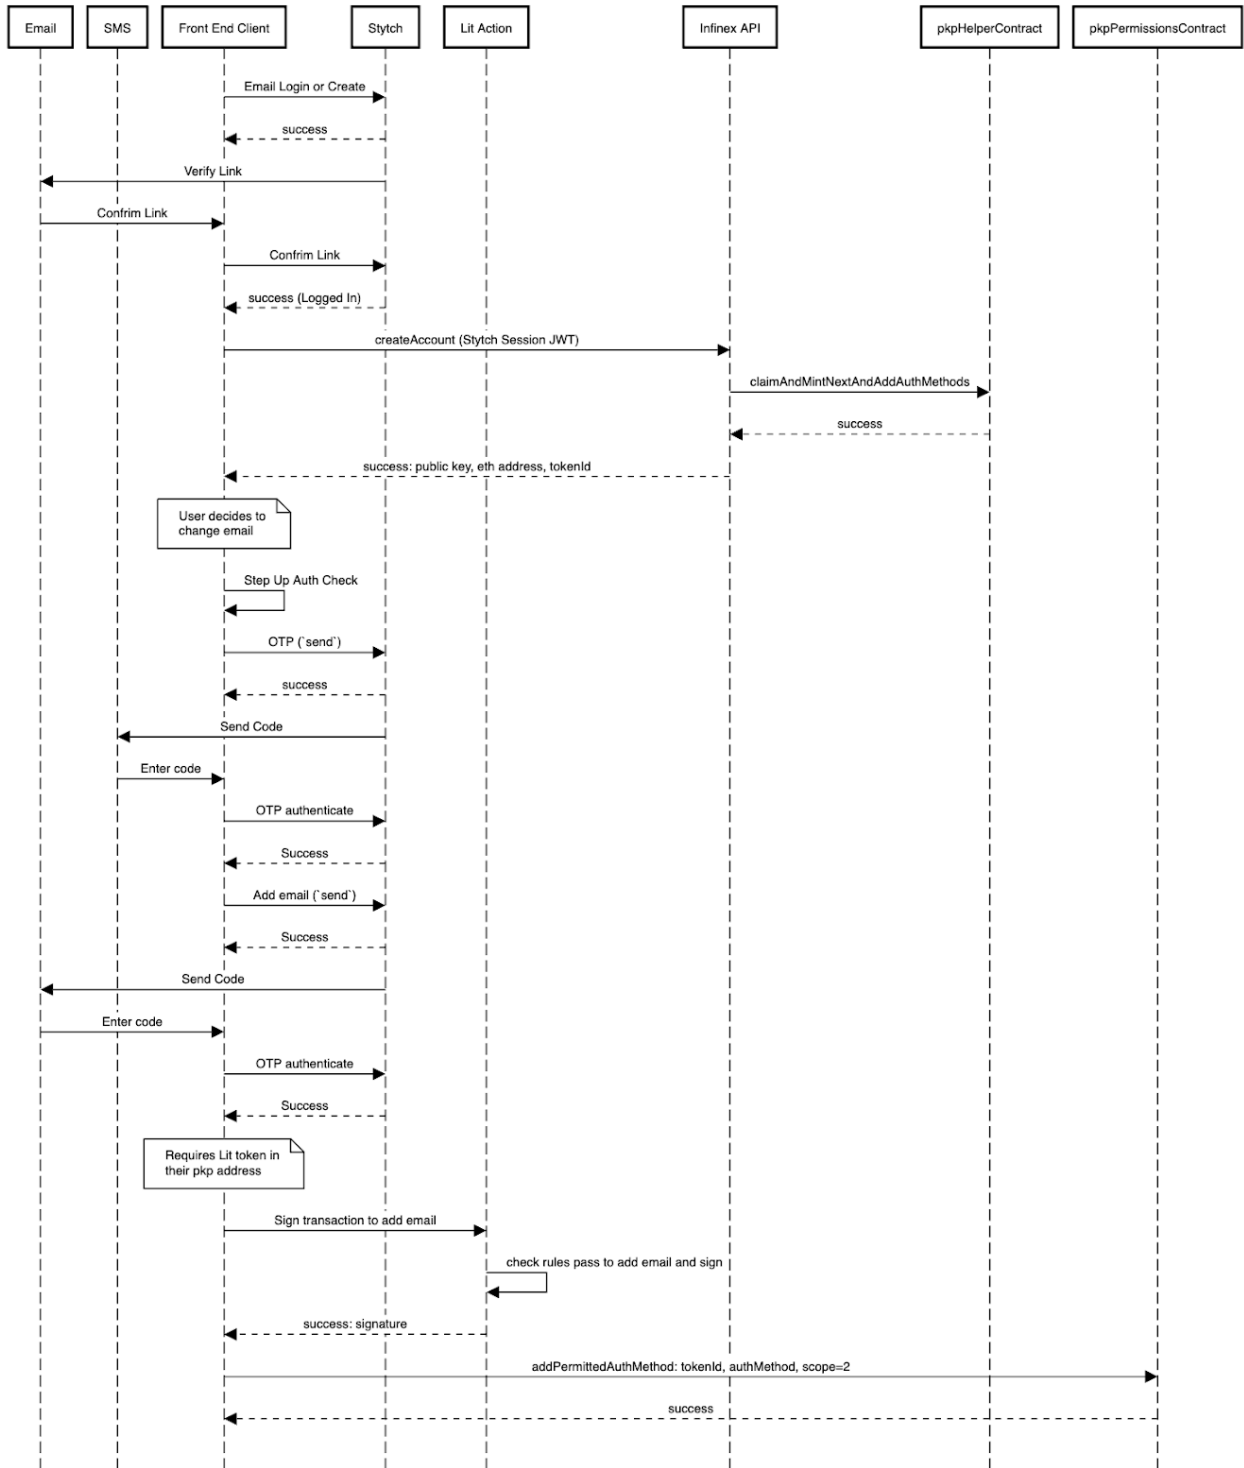 Email
SMS
Front End Client
Stytch
Lit Action
Infinex API
pkpHelperContract
pkpPermissionsContract
Email Login or Create
success
Verify Link
Confrim Link
Confrim Link
success (Logged In)
createAccount (Stytch Session JWT)
claimAndMintNextAndAddAuthMethods
success
success: public key, eth address, tokenId
User decides to
change email
Step Up Auth Check
OTP (`send`)
success
Send Code
Enter code
OTP authenticate
Success
Add email (`send`)
Success
Send Code
Enter code
OTP authenticate
Success
Requires Lit token in
their pkp address
Sign transaction to add email
check rules pass to add email and sign
success: signature
addPermittedAuthMethod: tokenId, authMethod, scope=2
success